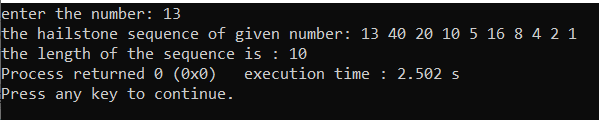 enter the number: 13
the hailstone sequence of given number: 13 40 20 10 5 16 8 4 2 1
the length of the sequence is : 10
Process returned 0 (0x0)   execution time : 2.502 s
Press any key to continue.